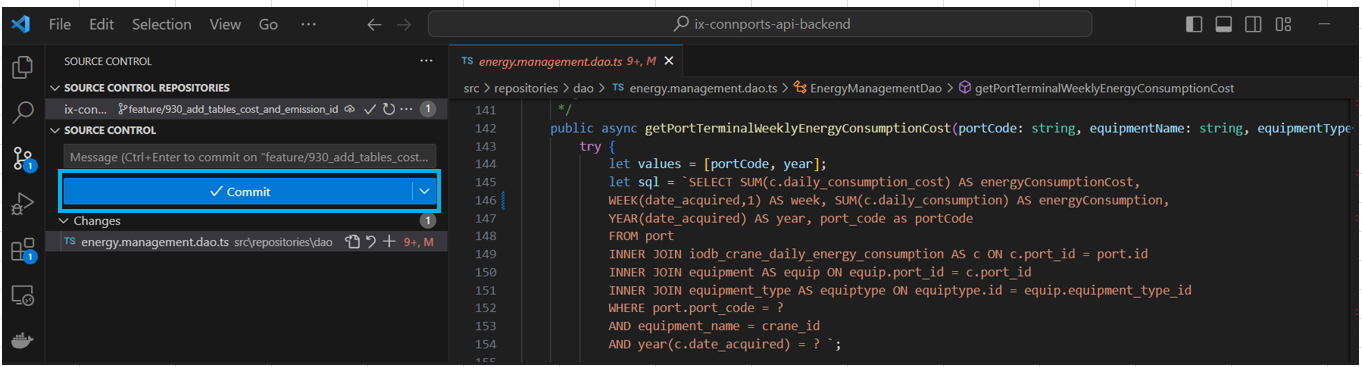 File Edit Selection View Go ··· ix-connports-api-backend
SOURCE CONTROL ···
TS energy.management.dao.ts 9+, M
SOURCE CONTROL REPOSITORIES
src > repositories > dao > TS energy.management.dao.ts > EnergyManagementDao > getPortTerminalWeeklyEnergyConsumptionCost
ix-con... feature/930_add_tables_cost_and_emission_id ··· 1
SOURCE CONTROL
Message (Ctrl+Enter to commit on "feature/930_add_tables_cost...
Commit
Changes 1
TS energy.management.dao.ts src\repositories\dao 9+, M
1
1
141 */
142 public async getPortTerminalWeeklyEnergyConsumptionCost(portCode: string, equipmentName: string, equipmentType
143 try {
144 let values = [portCode, year];
145 let sql = `SELECT SUM(c.daily_consumption_cost) AS energyConsumptionCost,
146 WEEK(date_acquired,1) AS week, SUM(c.daily_consumption) AS energyConsumption,
147 YEAR(date_acquired) AS year, port_code as portCode
148 FROM port
149 INNER JOIN iodb_crane_daily_energy_consumption AS c ON c.port_id = port.id
150 INNER JOIN equipment AS equip ON equip.port_id = c.port_id
151 INNER JOIN equipment_type AS equiptype ON equiptype.id = equip.equipment_type_id
152 WHERE port.port_code = ?
153 AND equipment_name = crane_id
154 AND year(c.date_acquired) = ? `;
155